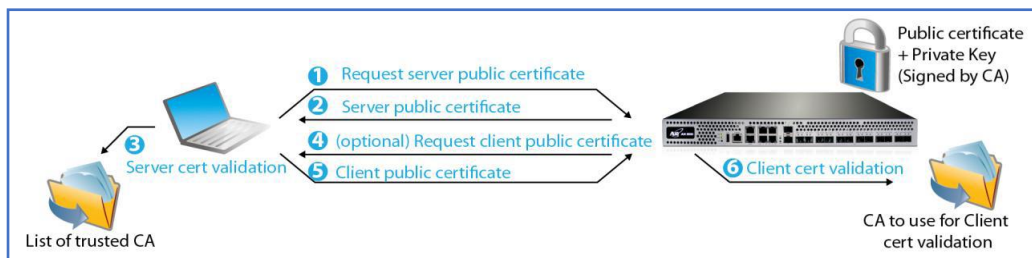 Public certificate
+ Private Key
(Signed by CA)
1 Request server public certificate
2 Server public certificate
3
Server cert validation
4 (optional) Request client public certificate
5 Client public certificate
6 Client cert validation
List of trusted CA
CA to use for Client
cert validation